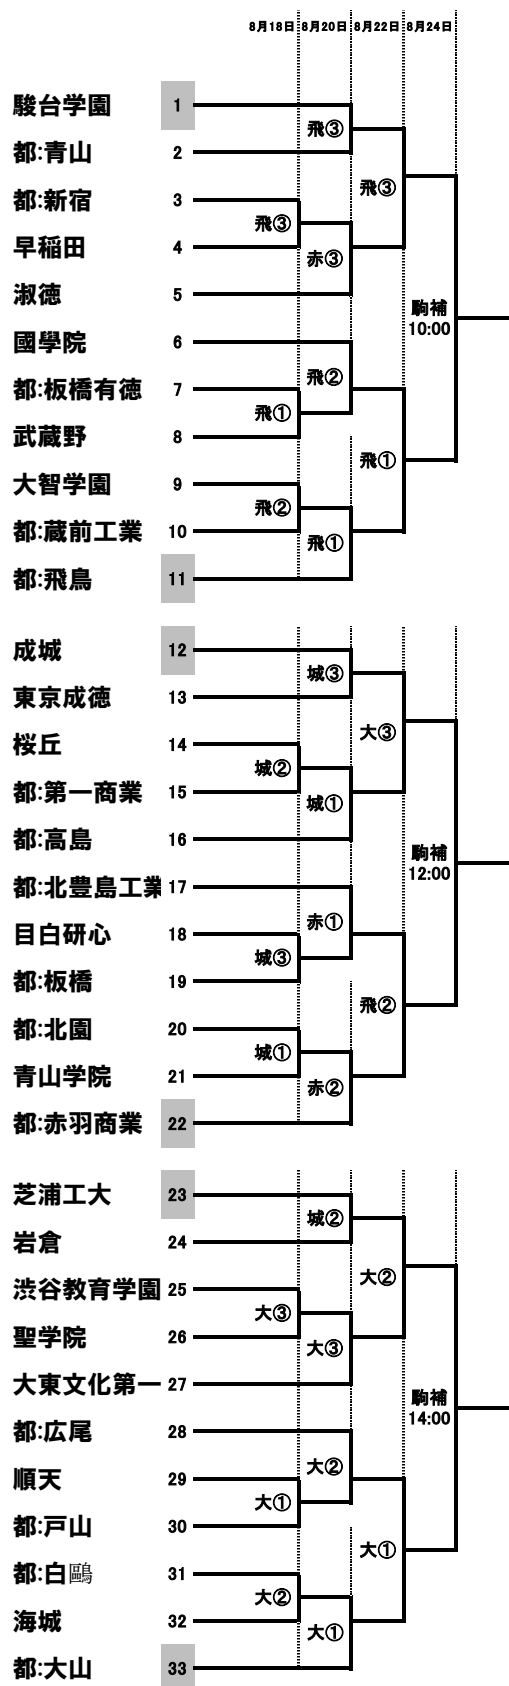 8月18日 8月20日 8月22日 8月24日
駿台学園 1
飛③
都:青山 2
飛③
都:新宿 3
飛③
早稲田 4
赤③
淑徳 5
駒補
10:00
國學院 6
飛②
都:板橋有徳 7
飛①
武蔵野 8
飛①
大智学園 9
飛②
都:蔵前工業 10
飛①
都:飛鳥 11
成城 12
城③
東京成徳 13
大③
桜丘 14
城②
都:第一商業 15
城①
都:高島 16
駒補
12:00
都:北豊島工業 17
赤①
目白研心 18
城③
都:板橋 19
飛②
都:北園 20
城①
青山学院 21
赤②
都:赤羽商業 22
芝浦工大 23
城②
岩倉 24
大②
渋谷教育学園 25
大③
聖学院 26
大③
大東文化第一 27
駒補
14:00
都:広尾 28
大②
順天 29
大①
都:戸山 30
大①
都:白鷗 31
大②
海城 32
大①
都:大山 33